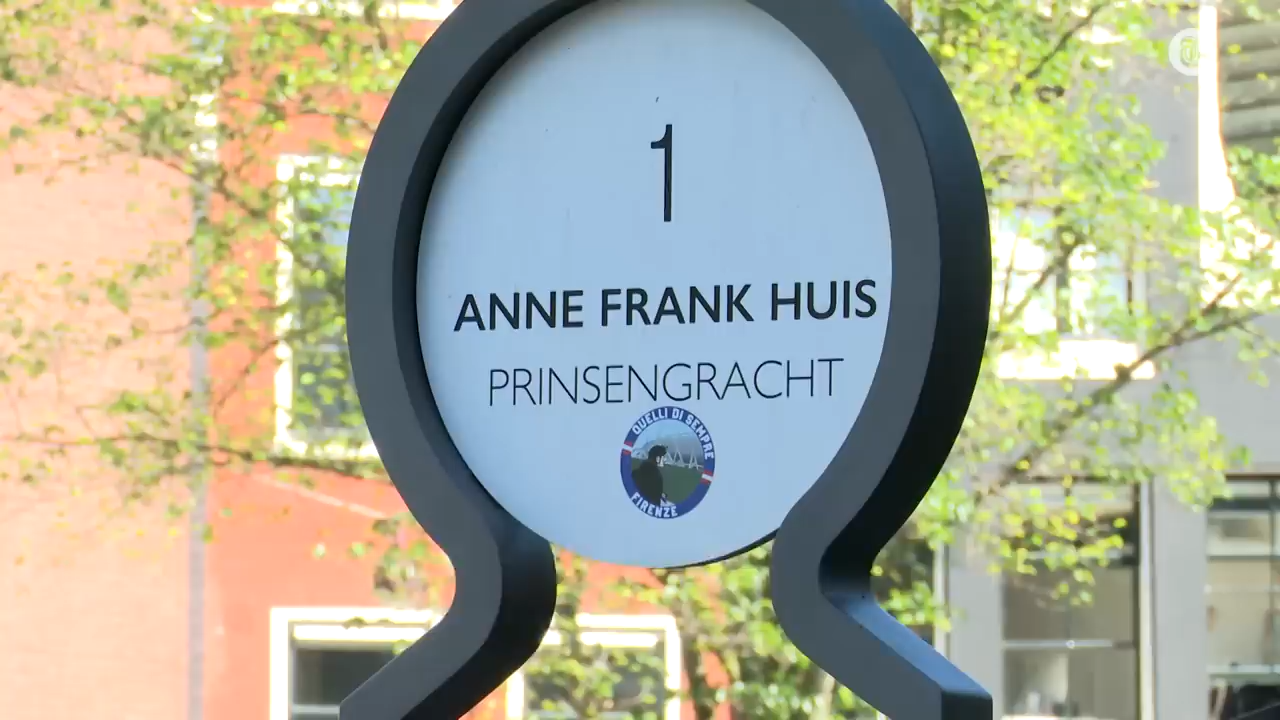 1
ANNE FRANK HUIS
PRINSENGRACHT
QUELLI DI SEMPRE
FIRENZE